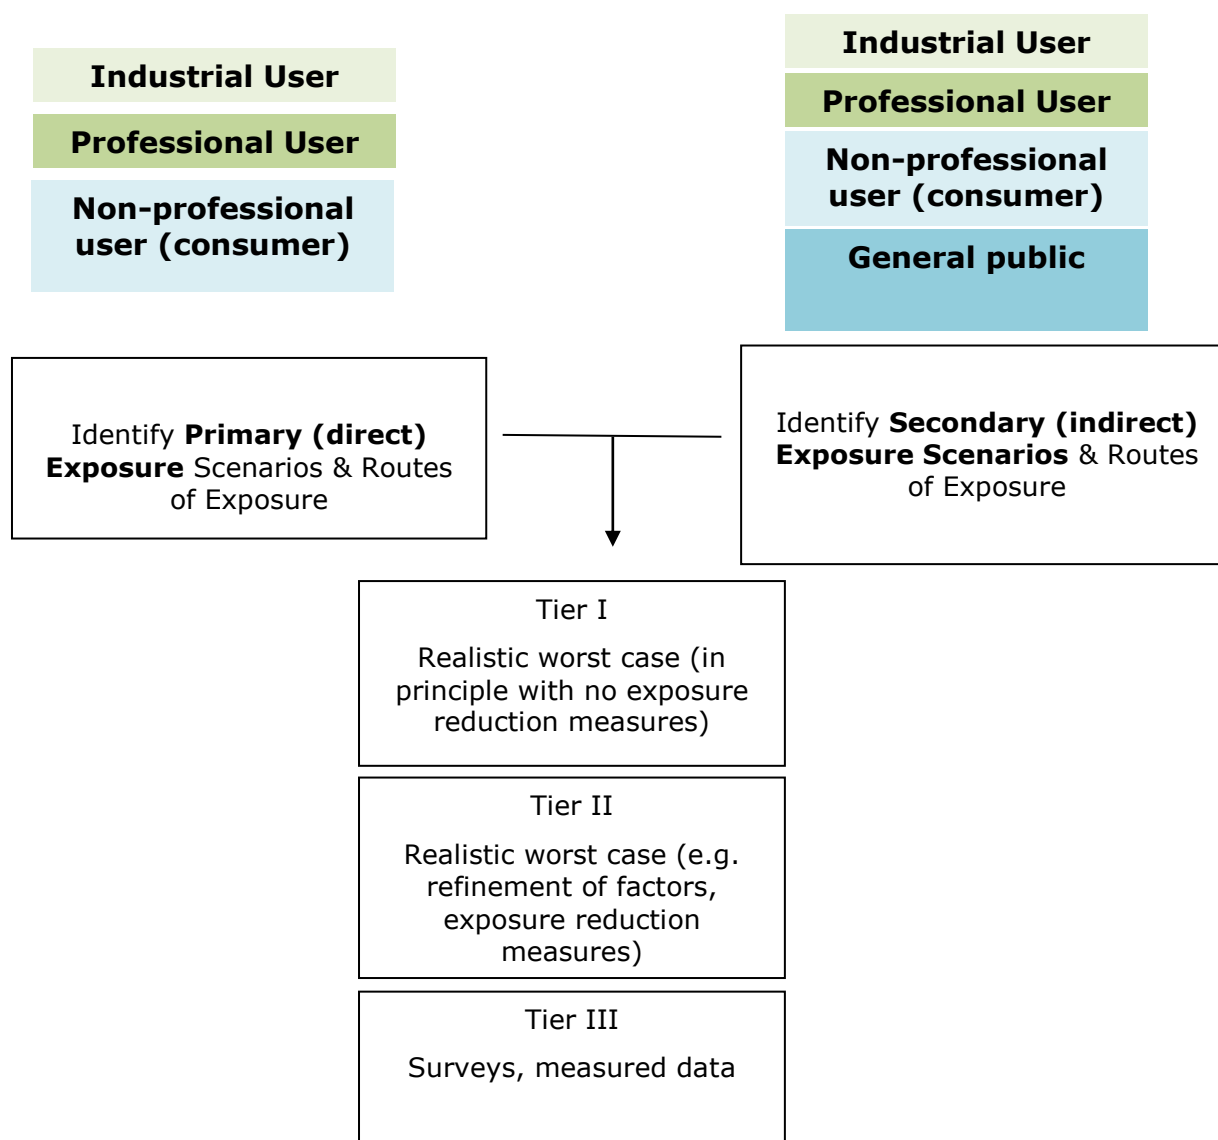 Industrial User
Professional User
Non-professional
user (consumer)
Industrial User
Professional User
Non-professional
user (consumer)
General public
Identify Primary (direct)
Exposure Scenarios & Routes
of Exposure
Identify Secondary (indirect)
Exposure Scenarios & Routes
of Exposure
Tier I
Realistic worst case (in
principle with no exposure
reduction measures)
Tier II
Realistic worst case (e.g.
refinement of factors,
exposure reduction
measures)
Tier III
Surveys, measured data